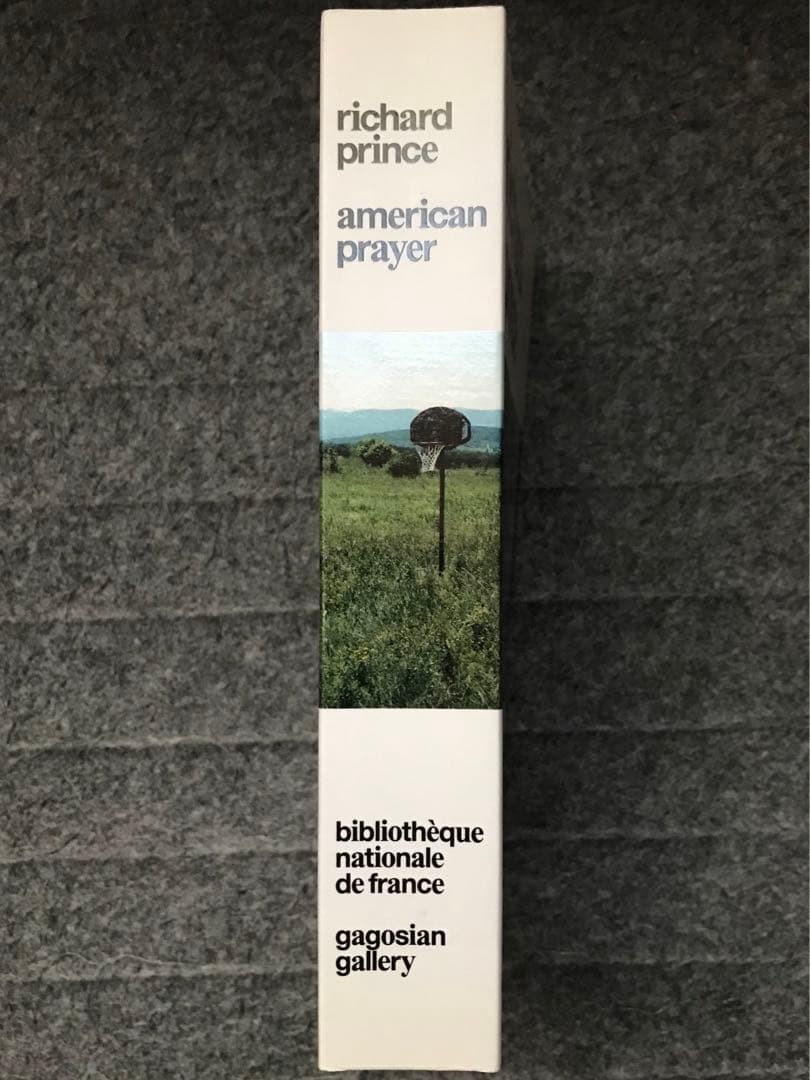 richard
prince
american
prayer
bibliothèque
nationale
de france
gagosian
gallery